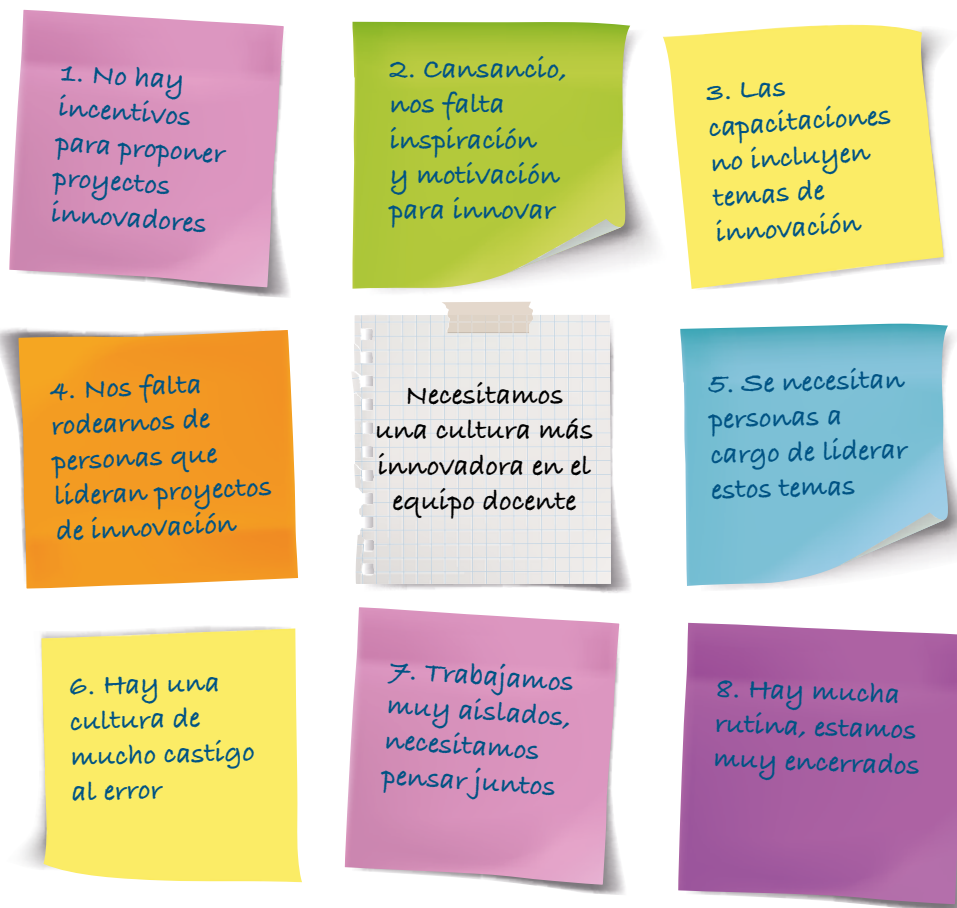 1. No hay
incentivos
para proponer
proyectos
innovadores
2. Cansancio,
nos falta
inspiración
y motivación
para innovar
3. Las
capacitaciones
no incluyen
temas de
innovación
4. Nos falta
rodearnos de
personas que
lideran proyectos
de innovación
Necesitamos
una cultura más
innovadora en el
equipo docente
5. Se necesitan
personas a
cargo de liderar
estos temas
6. Hay una
cultura de
mucho castigo
al error
7. Trabajamos
muy aislados,
necesitamos
pensar juntos
8. Hay mucha
rutina, estamos
muy encerrados